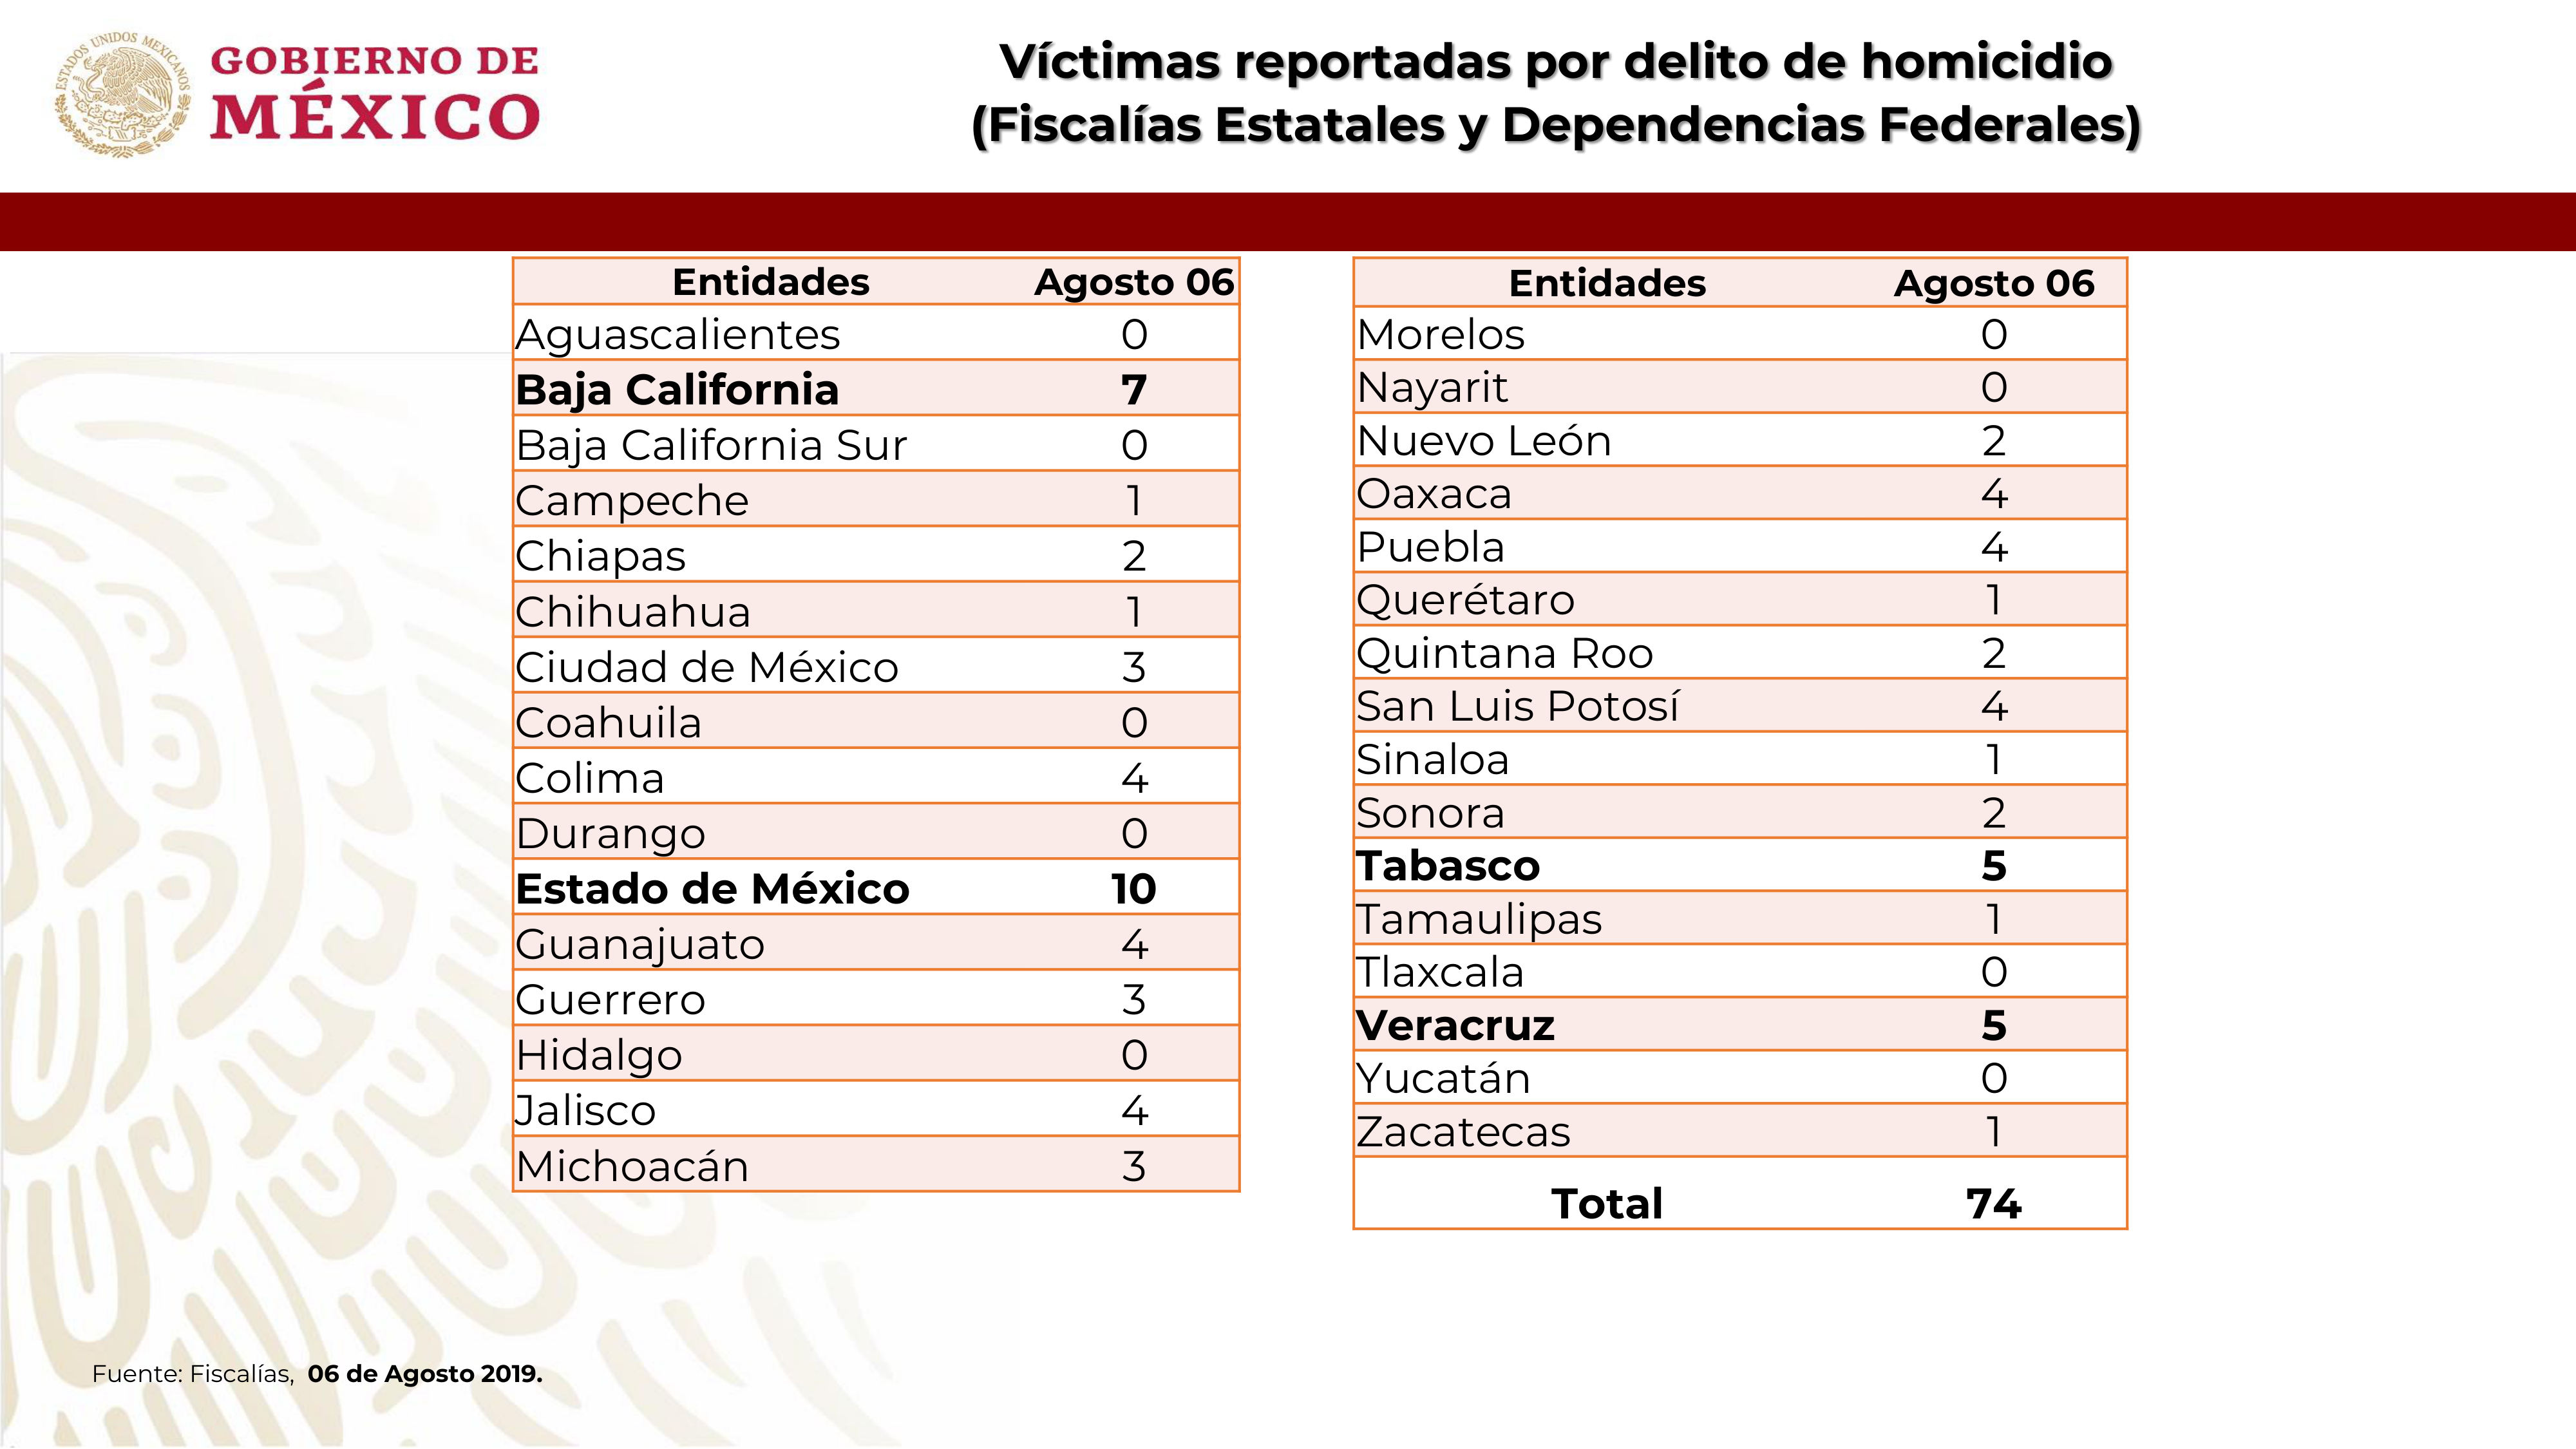 ESTADOS UNIDOS MEXICANOS
GOBIERNO DE
MÉXICO
Víctimas reportadas por delito de homicidio
(Fiscalías Estatales y Dependencias Federales)
Entidades Agosto 06
Aguascalientes 0
Baja California 7
Baja California Sur 0
Campeche 1
Chiapas 2
Chihuahua 1
Ciudad de México 3
Coahuila 0
Colima 4
Durango 0
Estado de México 10
Guanajuato 4
Guerrero 3
Hidalgo 0
Jalisco 4
Michoacán 3
Entidades Agosto 06
Morelos 0
Nayarit 0
Nuevo León 2
Oaxaca 4
Puebla 4
Querétaro 1
Quintana Roo 2
San Luis Potosí 4
Sinaloa 1
Sonora 2
Tabasco 5
Tamaulipas 1
Tlaxcala 0
Veracruz 5
Yucatán 0
Zacatecas 1
Total 74
Fuente: Fiscalías, 06 de Agosto 2019.